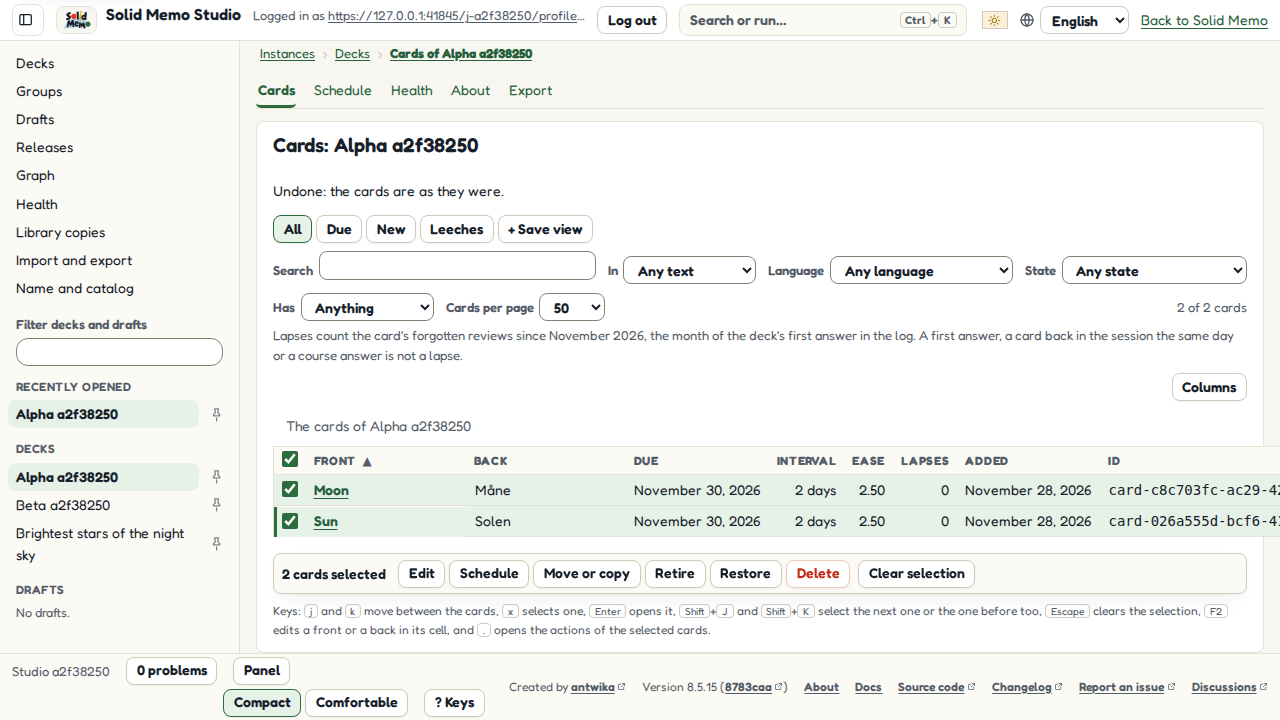 Solid Memo
Solid Memo Studio
Logged in as https://127.0.0.1:41845/j-a2f38250/profile…
Log out
Search or run...
Ctrl+K
English
Back to Solid Memo
Decks
Groups
Drafts
Releases
Graph
Health
Library copies
Import and export
Name and catalog
Filter decks and drafts
RECENTLY OPENED
Alpha a2f38250
DECKS
Alpha a2f38250
Beta a2f38250
Brightest stars of the night
sky
DRAFTS
No drafts.
Instances › Decks › Cards of Alpha a2f38250
Cards Schedule Health About Export
Cards: Alpha a2f38250
Undone: the cards are as they were.
All Due New Leeches + Save view
Search In Any text Language Any language State Any state
Has Anything Cards per page 50 2 of 2 cards
Lapses count the card's forgotten reviews since November 2026, the month of the deck's first answer in the log. A first answer, a card back in the session the same day
or a course answer is not a lapse.
Columns
The cards of Alpha a2f38250
FRONT ▲ BACK DUE INTERVAL EASE LAPSES ADDED ID
Moon Måne November 30, 2026 2 days 2.50 0 November 28, 2026 card-c8c703fc-ac29-42
Sun Solen November 30, 2026 2 days 2.50 0 November 28, 2026 card-026a555d-bcf6-41
2 cards selected Edit Schedule Move or copy Retire Restore Delete Clear selection
Keys: j and k move between the cards, x selects one, Enter opens it, Shift+J and Shift+K select the next one or the one before too, Escape clears the selection, F2
edits a front or a back in its cell, and . opens the actions of the selected cards.
Studio a2f38250 0 problems Panel
Compact Comfortable ? Keys
Created by antwika Version 8.5.15 (8783caa) About Docs Source code Changelog Report an issue Discussions